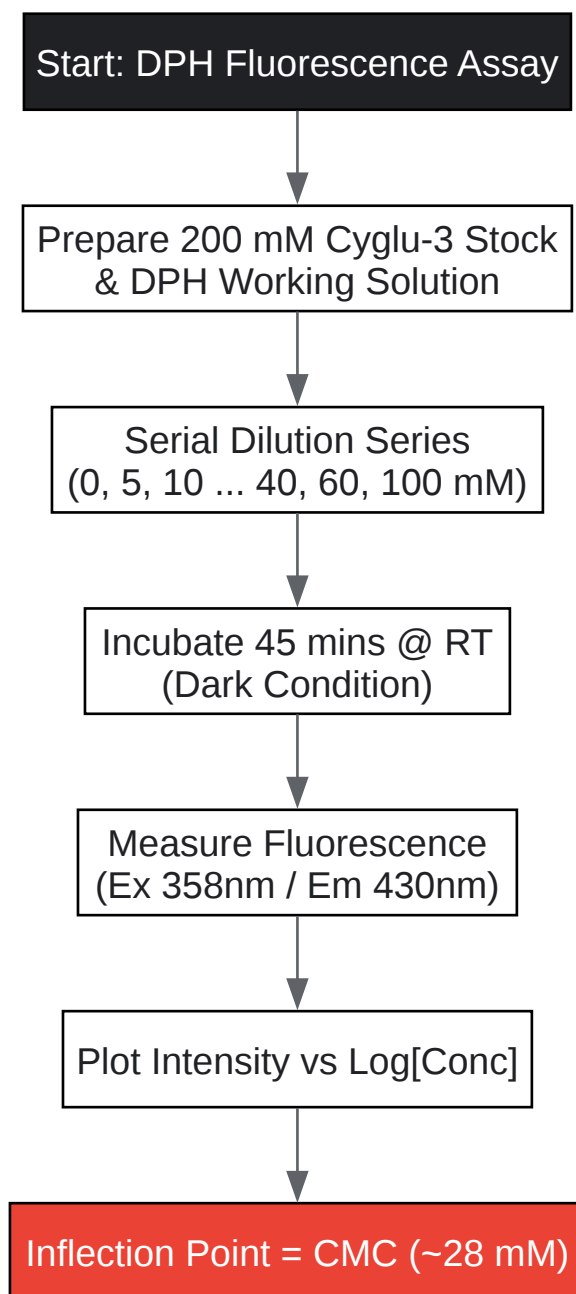 Start: DPH Fluorescence Assay
Prepare 200 mM Cyglu-3 Stock
& DPH Working Solution
Serial Dilution Series
(0, 5, 10 ... 40, 60, 100 mM)
Incubate 45 mins @ RT
(Dark Condition)
Measure Fluorescence
(Ex 358nm / Em 430nm)
Plot Intensity vs Log[Conc]
Inflection Point = CMC (~28 mM)